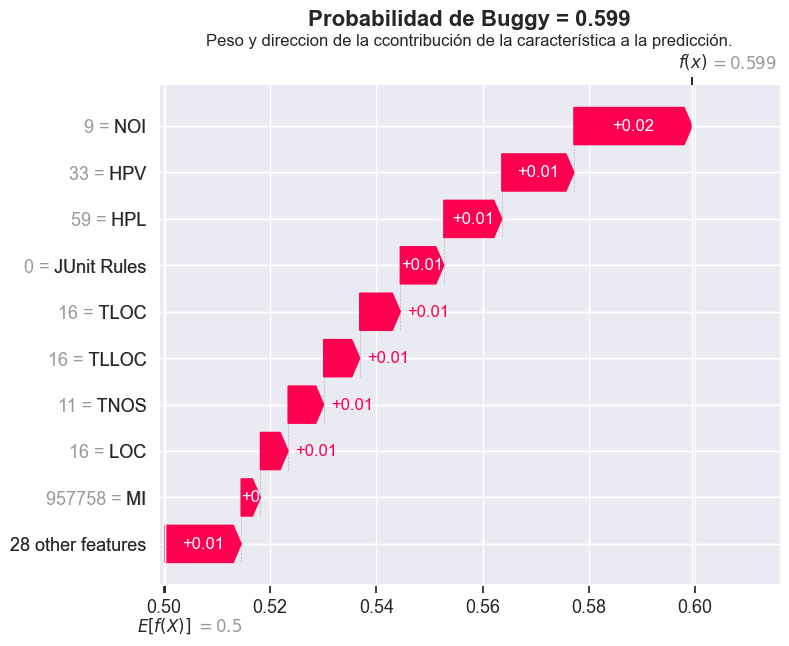 Probabilidad de Buggy = 0.599
Peso y direccion de la ccontribución de la característica a la predicción.
f(x) = 0.599
9 = NOI
+0.02
33 = HPV
+0.01
59 = HPL
+0.01
0 = JUnit Rules
+0.01
16 = TLOC
+0.01
16 = TLLOC
+0.01
11 = TNOS
+0.01
16 = LOC
+0.01
957758 = MI
+0
28 other features
+0.01
0.50 0.52 0.54 0.56 0.58 0.60
E[f(X)] = 0.5